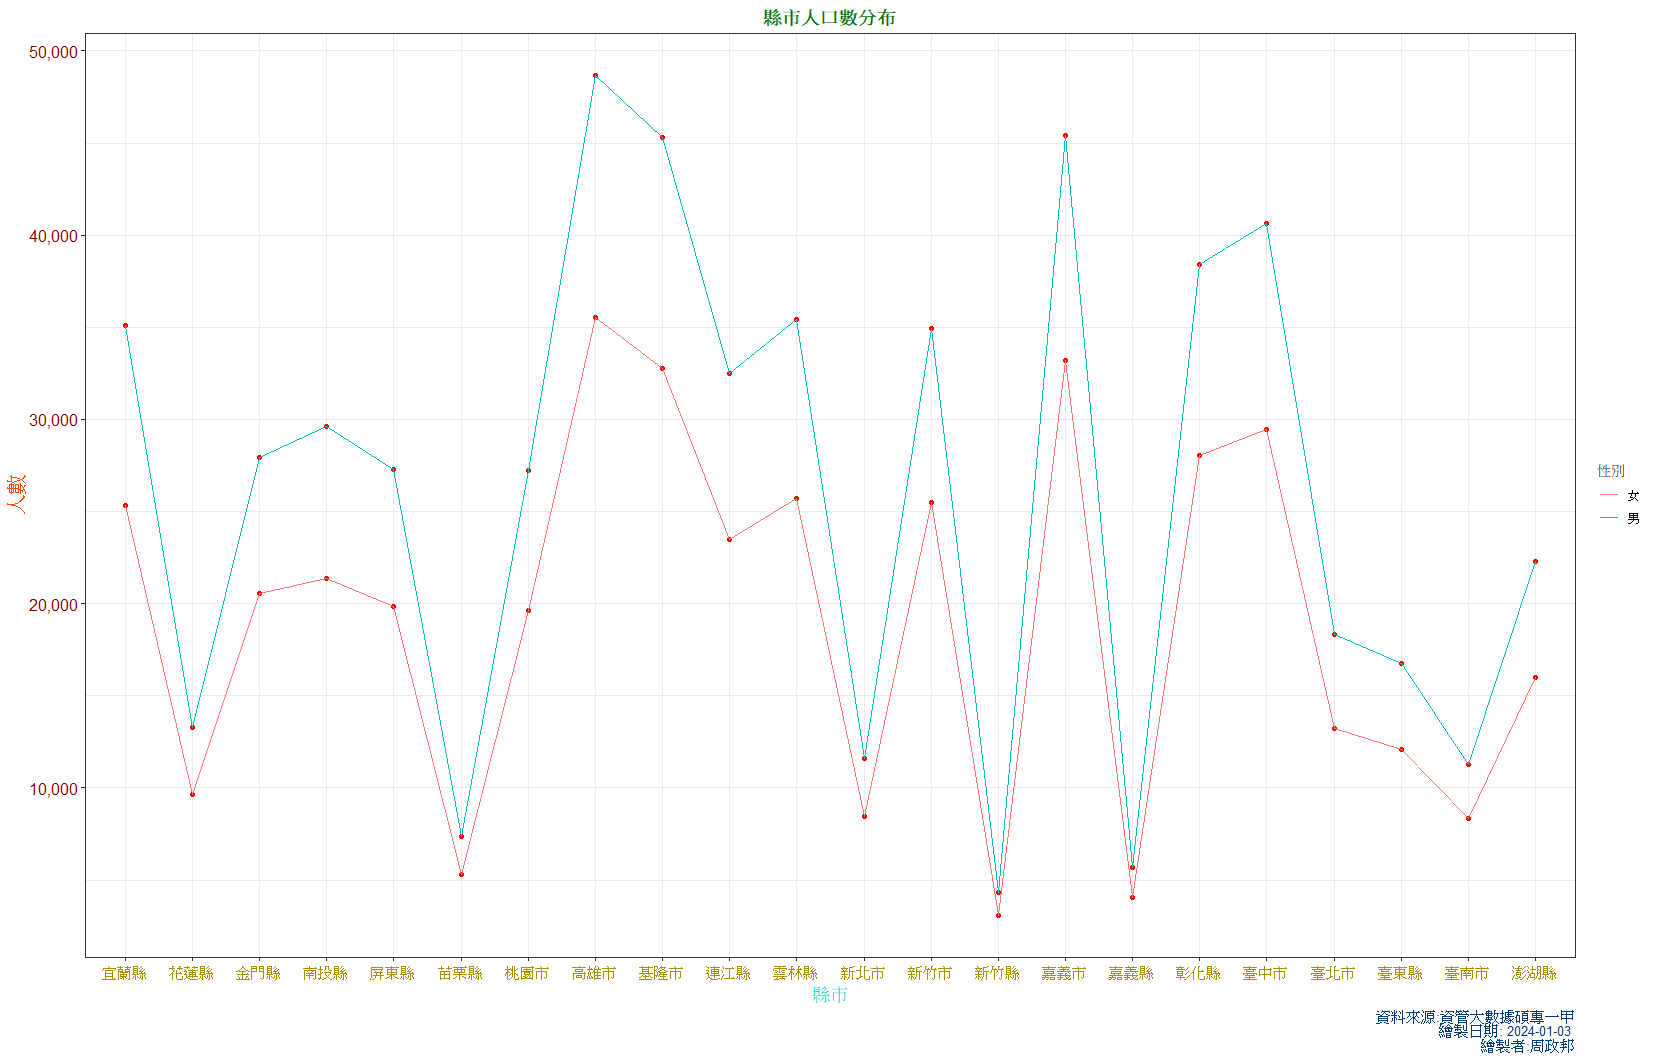 縣市人口數分布
50,000
40,000
30,000
20,000
10,000
人數
宜蘭縣 花蓮縣 金門縣 南投縣 屏東縣 苗栗縣 桃園市 高雄市 基隆市 連江縣 雲林縣 新北市 新竹市 新竹縣 嘉義市 嘉義縣 彰化縣 臺中市 臺北市 臺東縣 臺南市 澎湖縣
縣市
性別
女
男
資料來源:資管大數據碩專一甲
繪製日期: 2024-01-03
繪製者:周政邦